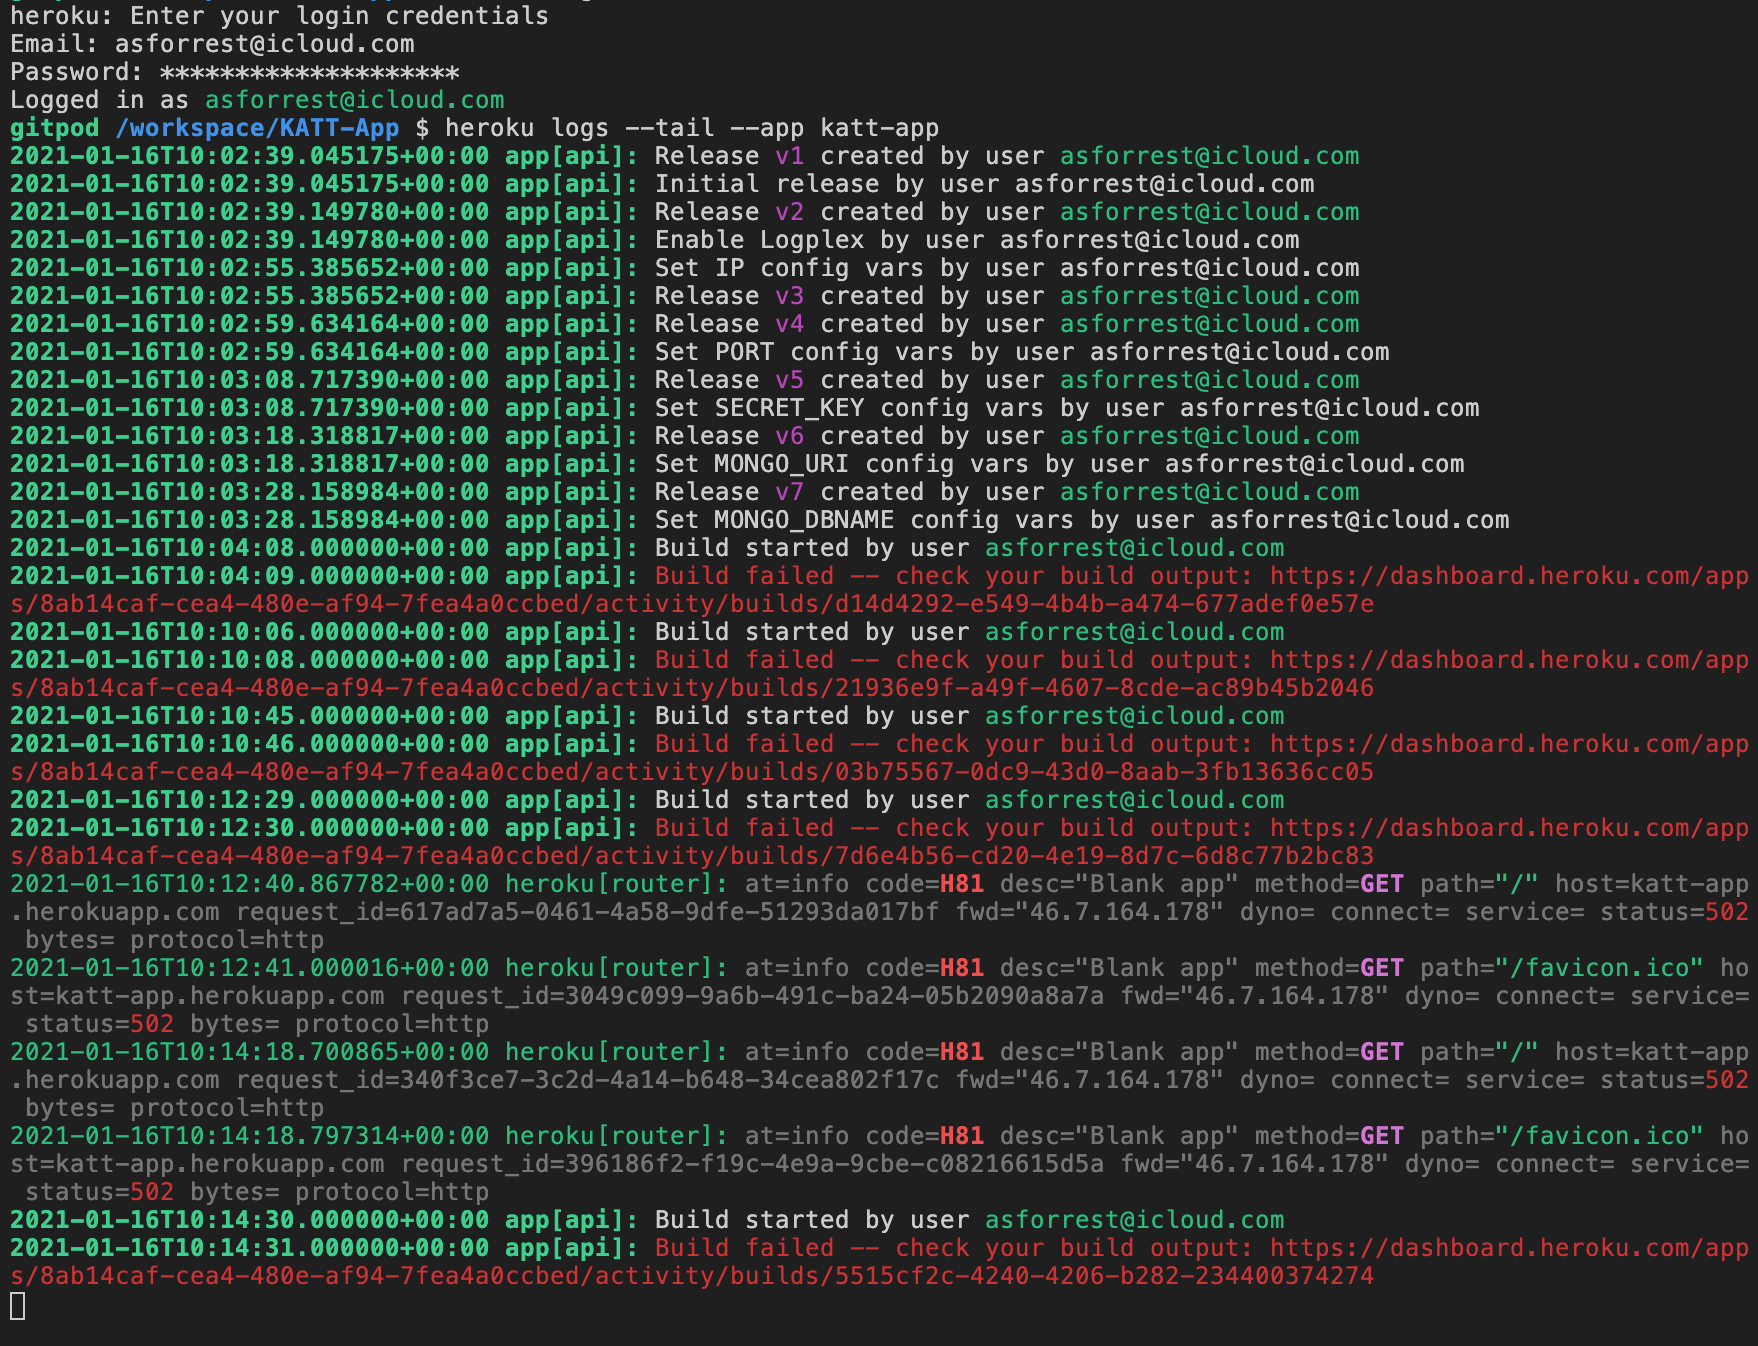 heroku: Enter your login credentials
Email: asforrest@icloud.com
Password: ********************
Logged in as asforrest@icloud.com
gitpod /workspace/KATT-App $ heroku logs --tail --app katt-app
2021-01-16T10:02:39.045175+00:00 app[api]: Release v1 created by user asforrest@icloud.com
2021-01-16T10:02:39.045175+00:00 app[api]: Initial release by user asforrest@icloud.com
2021-01-16T10:02:39.149780+00:00 app[api]: Release v2 created by user asforrest@icloud.com
2021-01-16T10:02:39.149780+00:00 app[api]: Enable Logplex by user asforrest@icloud.com
2021-01-16T10:02:55.385652+00:00 app[api]: Set IP config vars by user asforrest@icloud.com
2021-01-16T10:02:55.385652+00:00 app[api]: Release v3 created by user asforrest@icloud.com
2021-01-16T10:02:59.634164+00:00 app[api]: Release v4 created by user asforrest@icloud.com
2021-01-16T10:02:59.634164+00:00 app[api]: Set PORT config vars by user asforrest@icloud.com
2021-01-16T10:03:08.717390+00:00 app[api]: Release v5 created by user asforrest@icloud.com
2021-01-16T10:03:08.717390+00:00 app[api]: Set SECRET_KEY config vars by user asforrest@icloud.com
2021-01-16T10:03:18.318817+00:00 app[api]: Release v6 created by user asforrest@icloud.com
2021-01-16T10:03:18.318817+00:00 app[api]: Set MONGO_URI config vars by user asforrest@icloud.com
2021-01-16T10:03:28.158984+00:00 app[api]: Release v7 created by user asforrest@icloud.com
2021-01-16T10:03:28.158984+00:00 app[api]: Set MONGO_DBNAME config vars by user asforrest@icloud.com
2021-01-16T10:04:08.000000+00:00 app[api]: Build started by user asforrest@icloud.com
2021-01-16T10:04:09.000000+00:00 app[api]: Build failed -- check your build output: https://dashboard.heroku.com/app
s/8ab14caf-cea4-480e-af94-7fea4a0ccbed/activity/builds/d14d4292-e549-4b4b-a474-677adef0e57e
2021-01-16T10:10:06.000000+00:00 app[api]: Build started by user asforrest@icloud.com
2021-01-16T10:10:08.000000+00:00 app[api]: Build failed -- check your build output: https://dashboard.heroku.com/app
s/8ab14caf-cea4-480e-af94-7fea4a0ccbed/activity/builds/21936e9f-a49f-4607-8cde-ac89b45b2046
2021-01-16T10:10:45.000000+00:00 app[api]: Build started by user asforrest@icloud.com
2021-01-16T10:10:46.000000+00:00 app[api]: Build failed -- check your build output: https://dashboard.heroku.com/app
s/8ab14caf-cea4-480e-af94-7fea4a0ccbed/activity/builds/03b75567-0dc9-43d0-8aab-3fb13636cc05
2021-01-16T10:12:29.000000+00:00 app[api]: Build started by user asforrest@icloud.com
2021-01-16T10:12:30.000000+00:00 app[api]: Build failed -- check your build output: https://dashboard.heroku.com/app
s/8ab14caf-cea4-480e-af94-7fea4a0ccbed/activity/builds/7d6e4b56-cd20-4e19-8d7c-6d8c77b2bc83
2021-01-16T10:12:40.867782+00:00 heroku[router]: at=info code=H81 desc="Blank app" method=GET path="/" host=katt-app
.herokuapp.com request_id=617ad7a5-0461-4a58-9dfe-51293da017bf fwd="46.7.164.178" dyno= connect= service= status=502
bytes= protocol=http
2021-01-16T10:12:41.000016+00:00 heroku[router]: at=info code=H81 desc="Blank app" method=GET path="/favicon.ico" ho
st=katt-app.herokuapp.com request_id=3049c099-9a6b-491c-ba24-05b2090a8a7a fwd="46.7.164.178" dyno= connect= service=
status=502 bytes= protocol=http
2021-01-16T10:14:18.700865+00:00 heroku[router]: at=info code=H81 desc="Blank app" method=GET path="/" host=katt-app
.herokuapp.com request_id=340f3ce7-3c2d-4a14-b648-34cea802f17c fwd="46.7.164.178" dyno= connect= service= status=502
bytes= protocol=http
2021-01-16T10:14:18.797314+00:00 heroku[router]: at=info code=H81 desc="Blank app" method=GET path="/favicon.ico" ho
st=katt-app.herokuapp.com request_id=396186f2-f19c-4e9a-9cbe-c08216615d5a fwd="46.7.164.178" dyno= connect= service=
status=502 bytes= protocol=http
2021-01-16T10:14:30.000000+00:00 app[api]: Build started by user asforrest@icloud.com
2021-01-16T10:14:31.000000+00:00 app[api]: Build failed -- check your build output: https://dashboard.heroku.com/app
s/8ab14caf-cea4-480e-af94-7fea4a0ccbed/activity/builds/5515cf2c-4240-4206-b282-234400374274